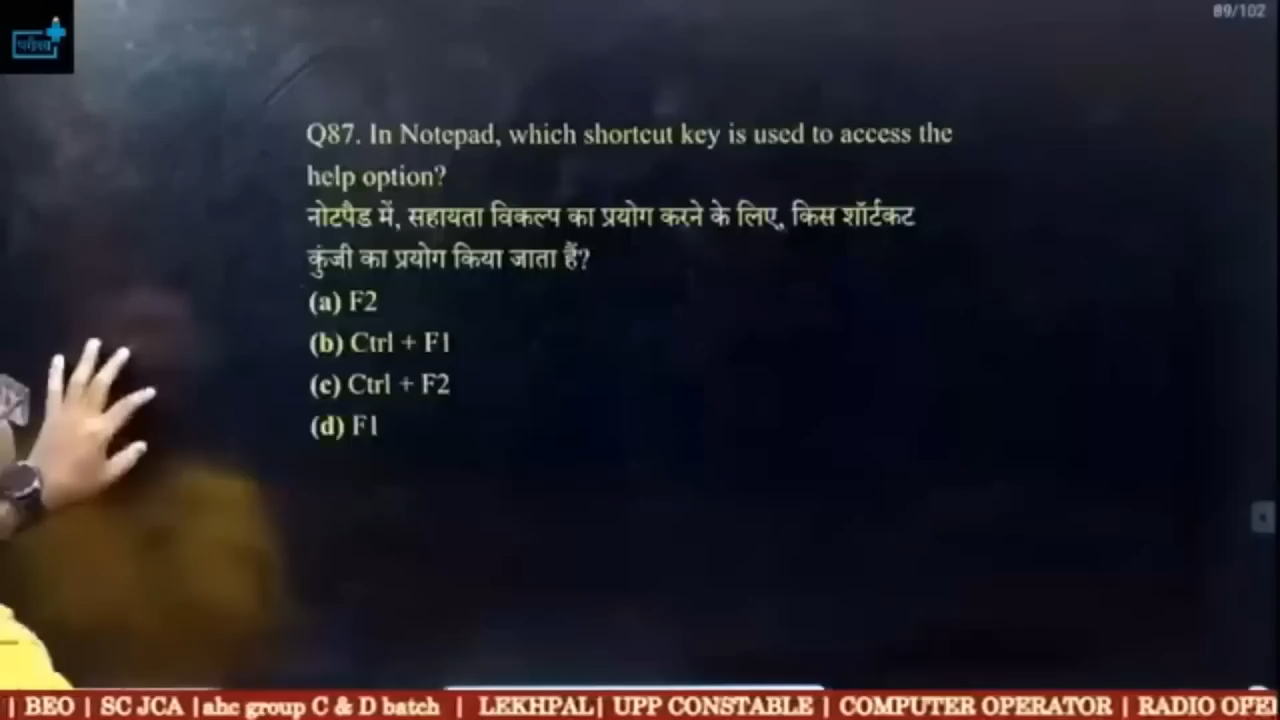 89/102
Q87. In Notepad, which shortcut key is used to access the
help option?
नोटपैड में, सहायता विकल्प का प्रयोग करने के लिए, किस शॉर्टकट
कुंजी का प्रयोग किया जाता हैं?
(a) F2
(b) Ctrl + F1
(c) Ctrl + F2
(d) F1
| BEO | SC JCA |ahc group C & D batch | LEKHPAL| UPP CONSTABLE | COMPUTER OPERATOR | RADIO OPE